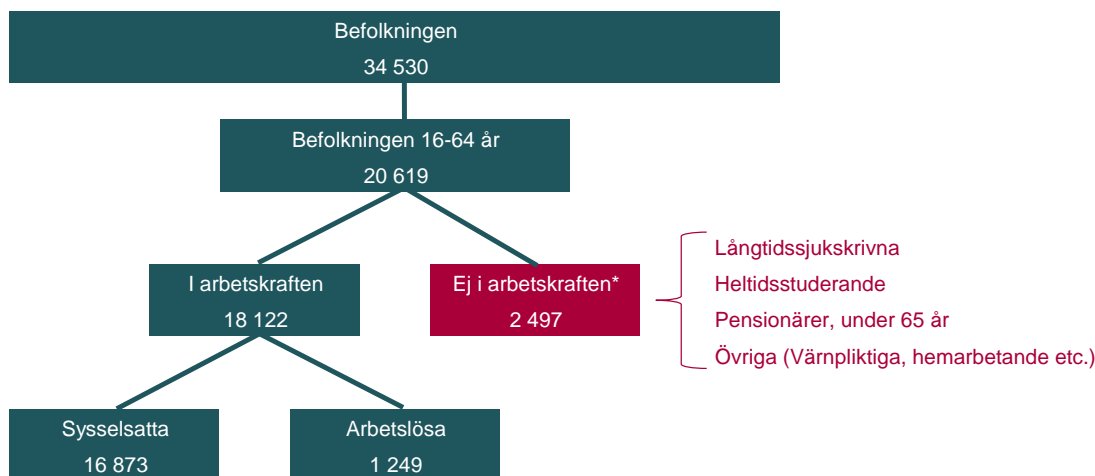 Befolkningen
34 530
Befolkningen 16-64 år
20 619
I arbetskraften
18 122
Ej i arbetskraften*
2 497
Långtidssjukskrivna
Heltidsstuderande
Pensionärer, under 65 år
Övriga (Värnpliktiga, hemarbetande etc.)
Sysselsatta
16 873
Arbetslösa
1 249